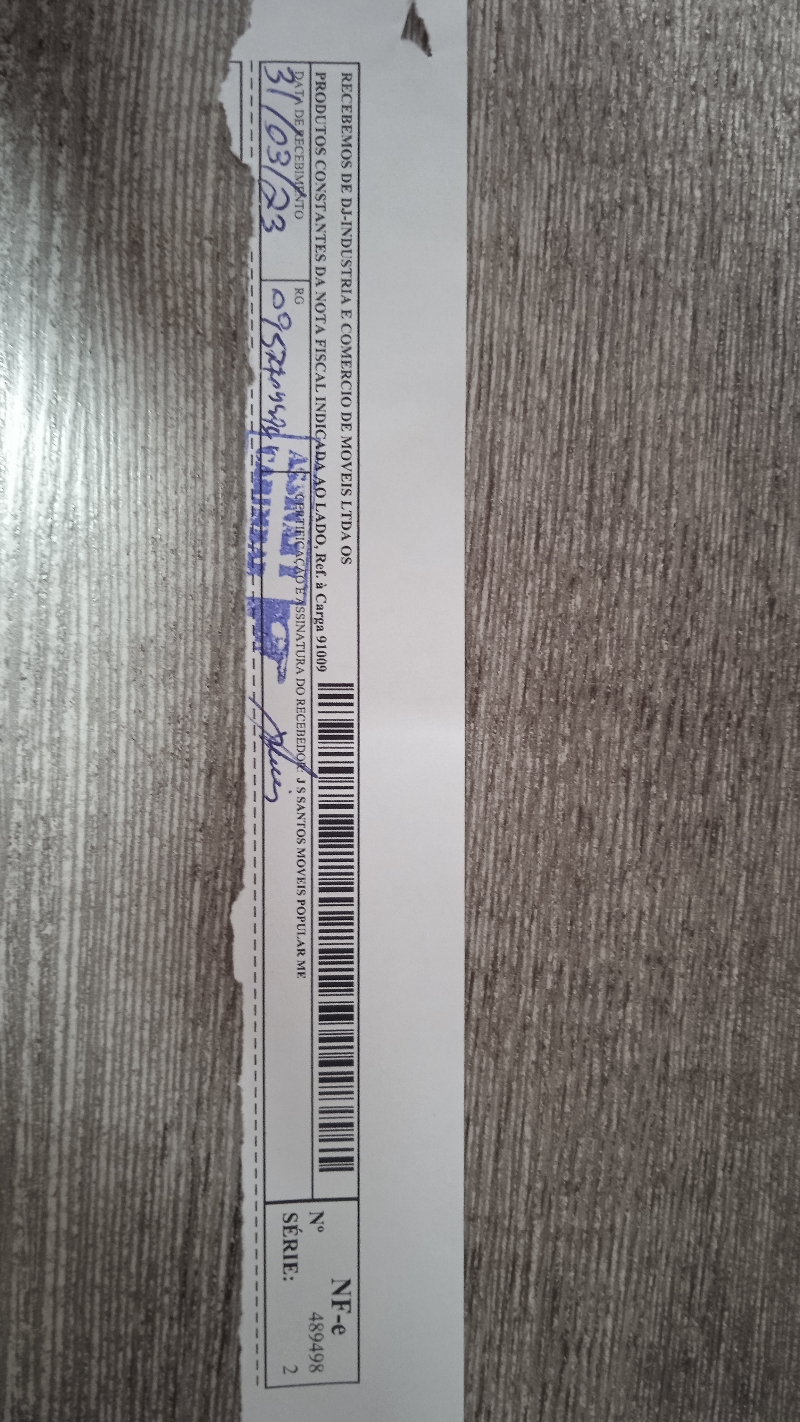 RECEBEMOS DE DJ-INDUSTRIA E COMERCIO DE MOVEIS LTDA OS
PRODUTOS CONSTANTES DA NOTA FISCAL INDICADA AO LADO, Ref. à Carga 91009
DATA DE RECEBIMENTO
31/03/23
RG
CERTIFICAÇÃO E ASSINATURA DO RECEBEDOR: J S SANTOS MOVEIS POPULAR ME
NF-e
Nº 489498
SÉRIE: 2